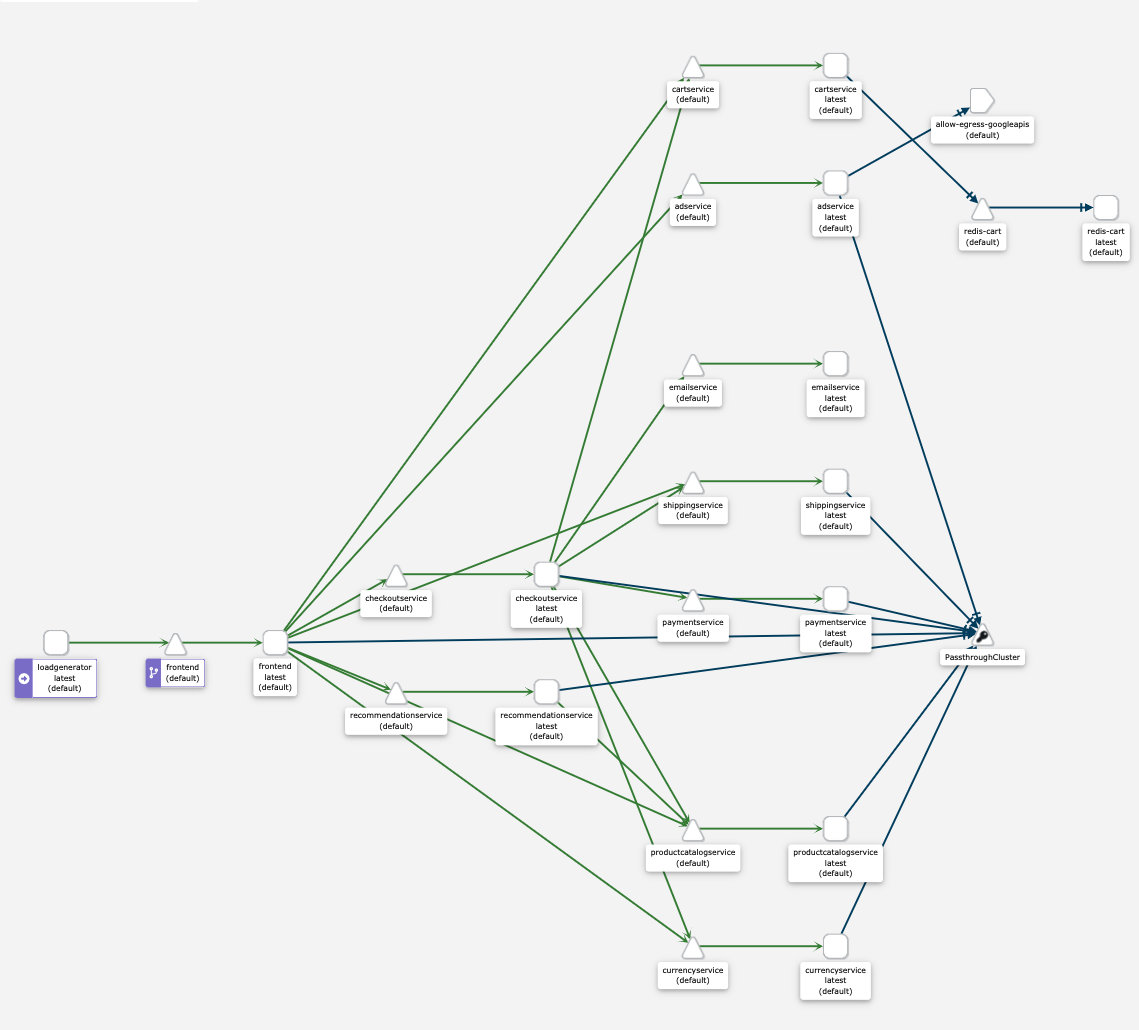 cartservice
(default)
cartservice
latest
(default)
allow-egress-googleapis
(default)
adservice
(default)
adservice
latest
(default)
redis-cart
(default)
redis-cart
latest
(default)
emailservice
(default)
emailservice
latest
(default)
shippingservice
(default)
shippingservice
latest
(default)
checkoutservice
(default)
checkoutservice
latest
(default)
paymentservice
(default)
paymentservice
latest
(default)
loadgenerator
latest
(default)
frontend
(default)
frontend
latest
(default)
PassthroughCluster
recommendationservice
(default)
recommendationservice
latest
(default)
productcatalogservice
(default)
productcatalogservice
latest
(default)
currencyservice
(default)
currencyservice
latest
(default)